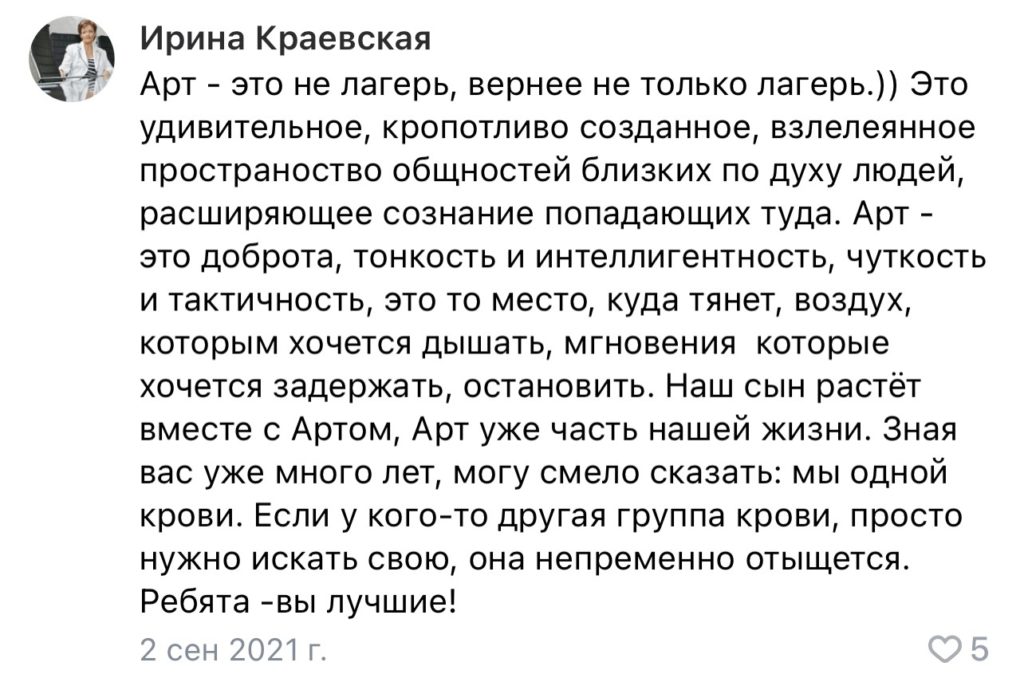 Ирина Краевская
Арт - это не лагерь, вернее не только лагерь.)) Это
удивительное, кропотливо созданное, взлелеянное
пространоство общностей близких по духу людей,
расширяющее сознание попадающих туда. Арт -
это доброта, тонкость и интеллигентность, чуткость
и тактичность, это то место, куда тянет, воздух,
которым хочется дышать, мгновения  которые
хочется задержать, остановить. Наш сын растёт
вместе с Артом, Арт уже часть нашей жизни. Зная
вас уже много лет, могу смело сказать: мы одной
крови. Если у кого-то другая группа крови, просто
нужно искать свою, она непременно отыщется.
Ребята -вы лучшие!
2 сен 2021 г. 5